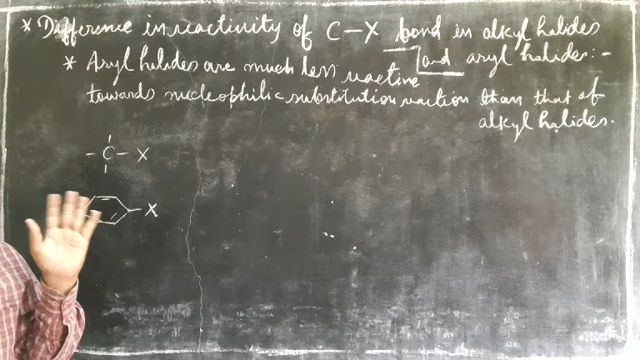 * Difference in reactivity of C-X bond in alkyl halides
and aryl halides:-
* Aryl halides are much less reactive
towards nucleophilic substitution reaction than that of
alkyl halides.
- C - X
- X